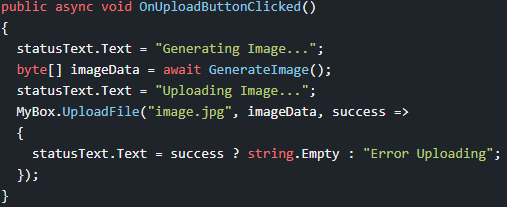 public async void OnUploadButtonClicked()
{
  statusText.Text = "Generating Image...";
  byte[] imageData = await GenerateImage();
  statusText.Text = "Uploading Image...";
  MyBox.UploadFile("image.jpg", imageData, success =>
  {
    statusText.Text = success ? string.Empty : "Error Uploading";
  });
}